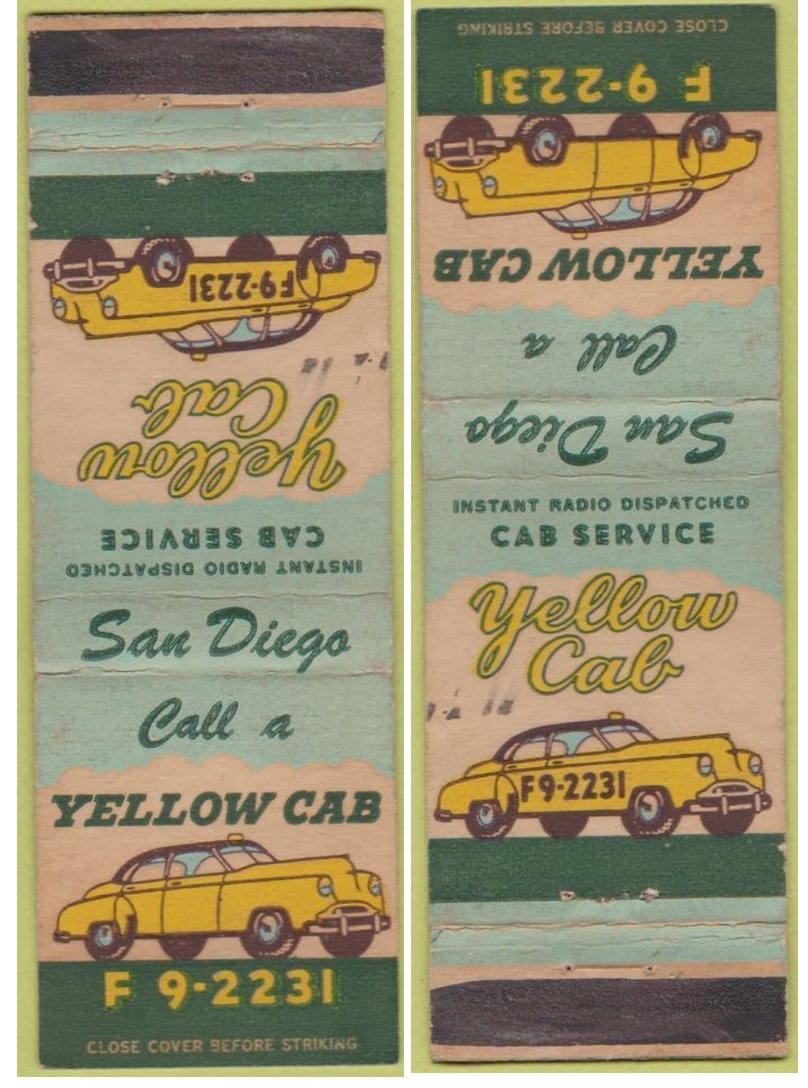 INSTANT RADIO DISPATCHED
CAB SERVICE
Yellow
Cab
F9-2231
San Diego
Call a
YELLOW CAB
F 9-2231
CLOSE COVER BEFORE STRIKING
CLOSE COVER BEFORE STRIKING
F 9-2231
YELLOW CAB
Call a
San Diego
INSTANT RADIO DISPATCHED
CAB SERVICE
Yellow
Cab
F9-2231